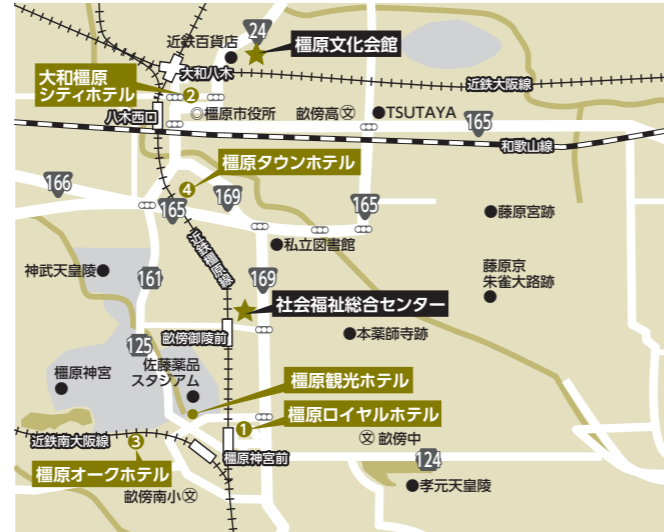 24
近鉄百貨店
橿原文化会館
大和橿原
シティホテル
大和八木
近鉄大阪線
2
八木西口
◎橿原市役所
畝傍高文
TSUTAYA
165
和歌山線
橿原タウンホテル
166
4
169
165
165
藤原宮跡
私立図書館
近鉄橿原線
神武天皇陵
161
169
藤原京
朱雀大路跡
社会福祉総合センター
畝傍御陵前
本薬師寺跡
125
佐藤薬品
スタジアム
橿原神宮
橿原観光ホテル
橿原ロイヤルホテル
1
文 畝傍中
近鉄南大阪線
3
橿原神宮前
124
橿原オークホテル
孝元天皇陵
畝傍南小文